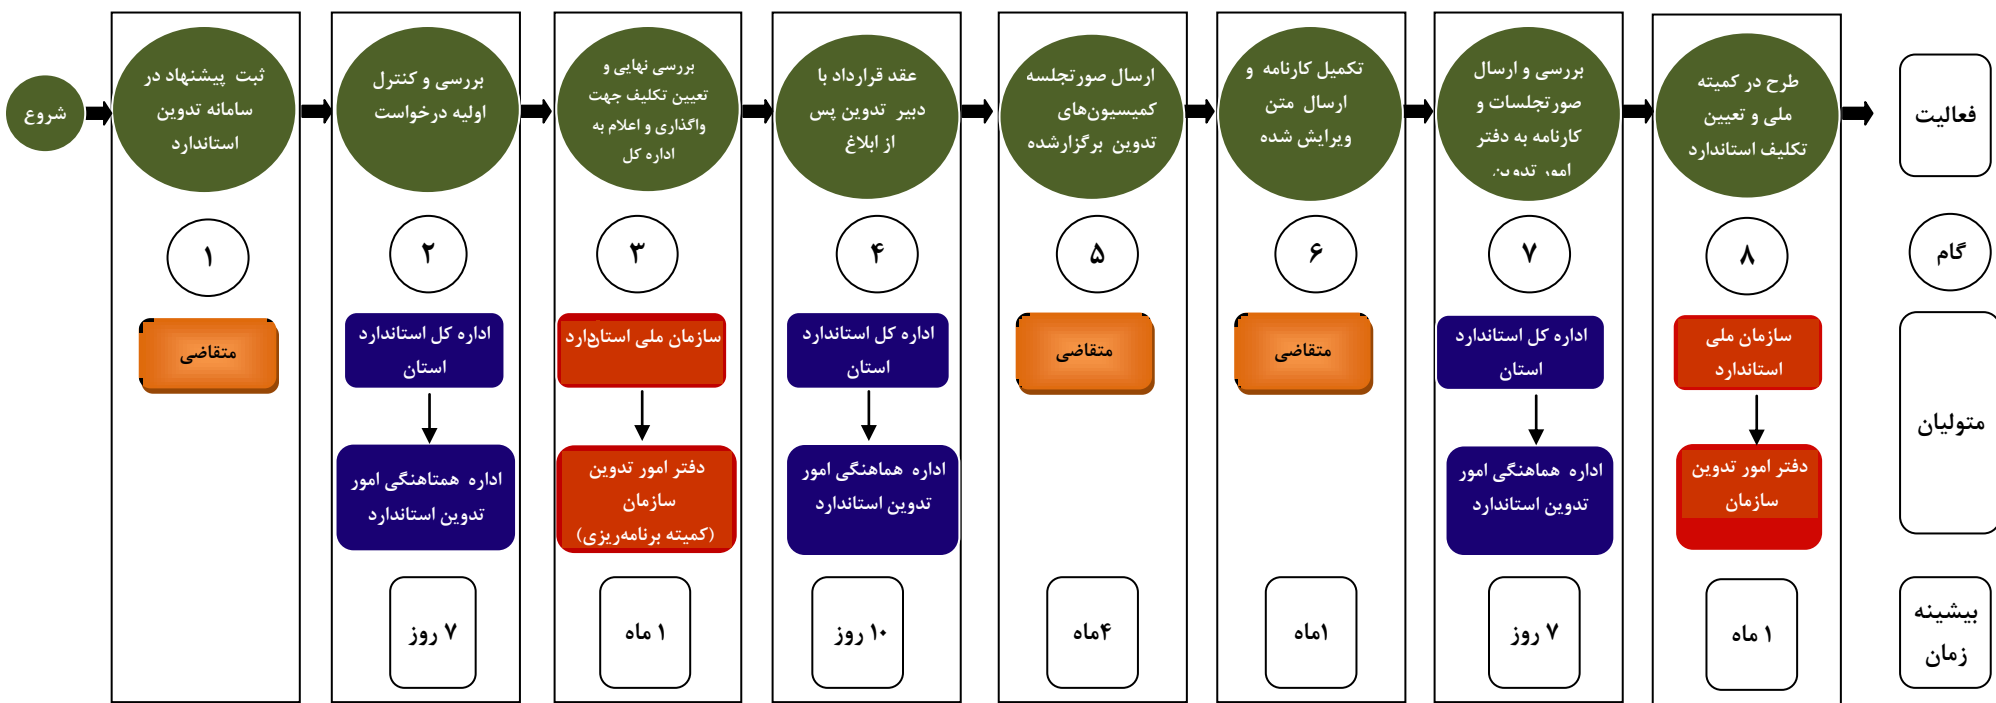 شروع
ثبت پیشنهاد در
سامانه تدوین
استاندارد
بررسی و کنترل
اولیه درخواست
بررسی نهایی و
تعیین تکلیف جهت
واگذاری و اعلام به
اداره کل
عقد قرارداد با
دبیر تدوین پس
از ابلاغ
ارسال صورتجلسه
کمیسیون‌های
تدوین برگزارشده
تکمیل کارنامه و
ارسال متن
ویرایش شده
بررسی و ارسال
صورتجلسات و
کارنامه به دفتر
امور تدوین
طرح در کمیته
ملی و تعیین
تکلیف استاندارد
فعالیت
۱
۲
۳
۴
۵
۶
۷
۸
گام
متقاضی
اداره کل استاندارد
استان
اداره همتاهنگی امور
تدوین استاندارد
سازمان ملی استاندارد
دفتر امور تدوین
سازمان
(کمیته برنامه‌ریزی)
اداره کل استاندارد
استان
اداره هماهنگی امور
تدوین استاندارد
متقاضی
متقاضی
اداره کل استاندارد
استان
اداره هماهنگی امور
تدوین استاندارد
سازمان ملی
استاندارد
دفتر امور تدوین
سازمان
متولیان
۷ روز
۱ ماه
۱۰ روز
۴ماه
۱ماه
۷ روز
۱ ماه
بیشینه
زمان